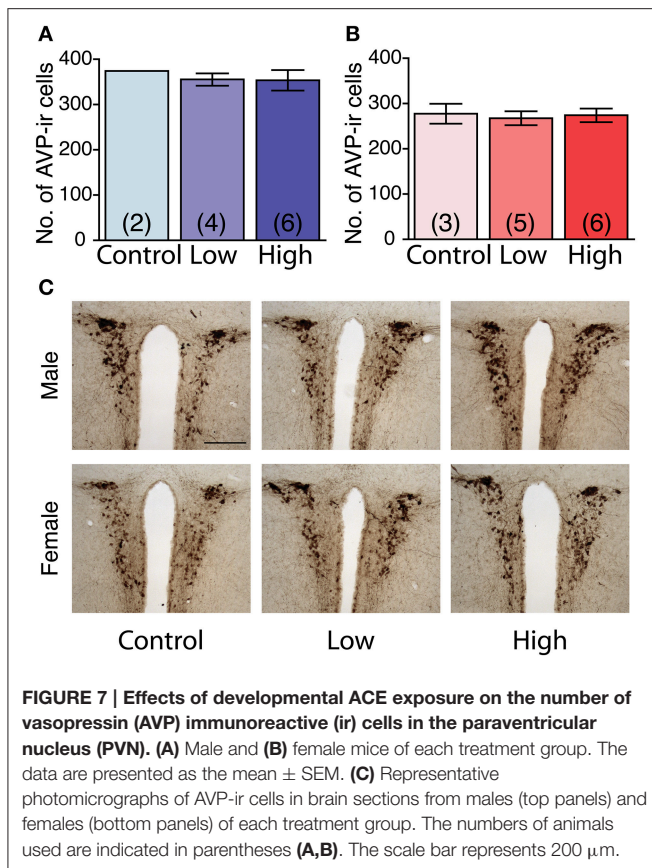 A
B
No. of AVP-ir cells
400
300
200
100
0
(2)
(4)
(6)
Control
Low
High
No. of AVP-ir cells
400
300
200
100
0
(3)
(5)
(6)
Control
Low
High
C
Male
Female
Control
Low
High
FIGURE 7 | Effects of developmental ACE exposure on the number of
vasopressin (AVP) immunoreactive (ir) cells in the paraventricular
nucleus (PVN). (A) Male and (B) female mice of each treatment group. The
data are presented as the mean ± SEM. (C) Representative
photomicrographs of AVP-ir cells in brain sections from males (top panels) and
females (bottom panels) of each treatment group. The numbers of animals
used are indicated in parentheses (A,B). The scale bar represents 200 μm.